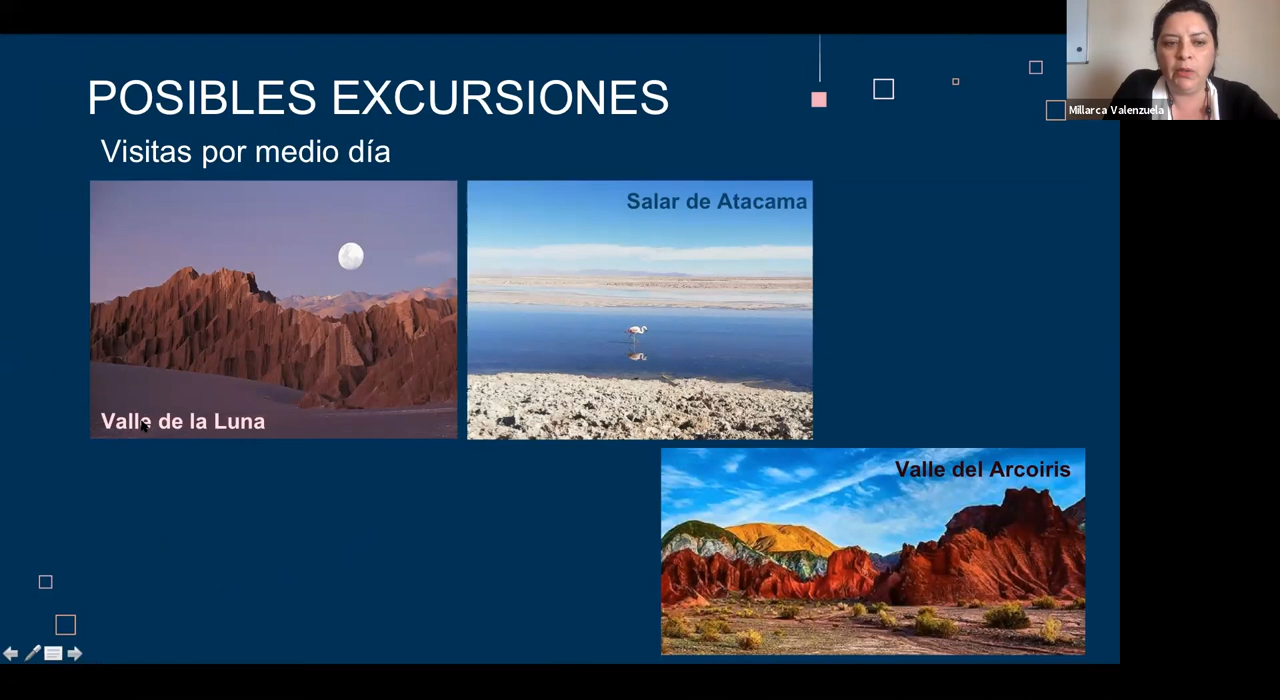 POSIBLES EXCURSIONES
Millarca Valenzuela
Visitas por medio día
Salar de Atacama
Valle de la Luna
Valle del Arcoiris